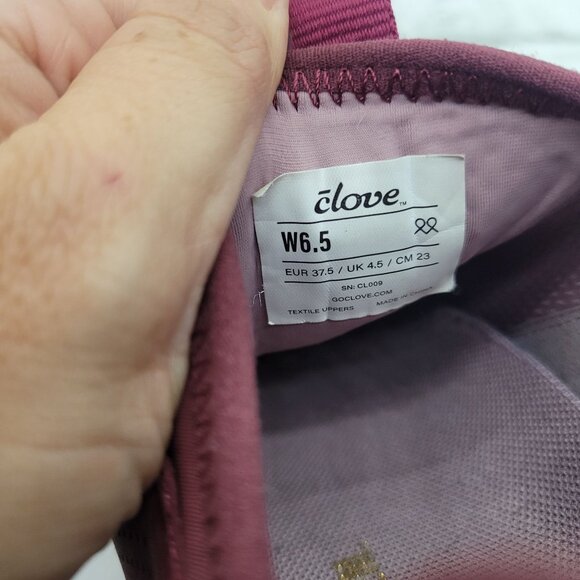 clove™
W6.5
EUR 37.5 / UK 4.5 / CM 23
SN: CL009
GOCLOVE.COM
TEXTILE UPPERS MADE IN CHINA